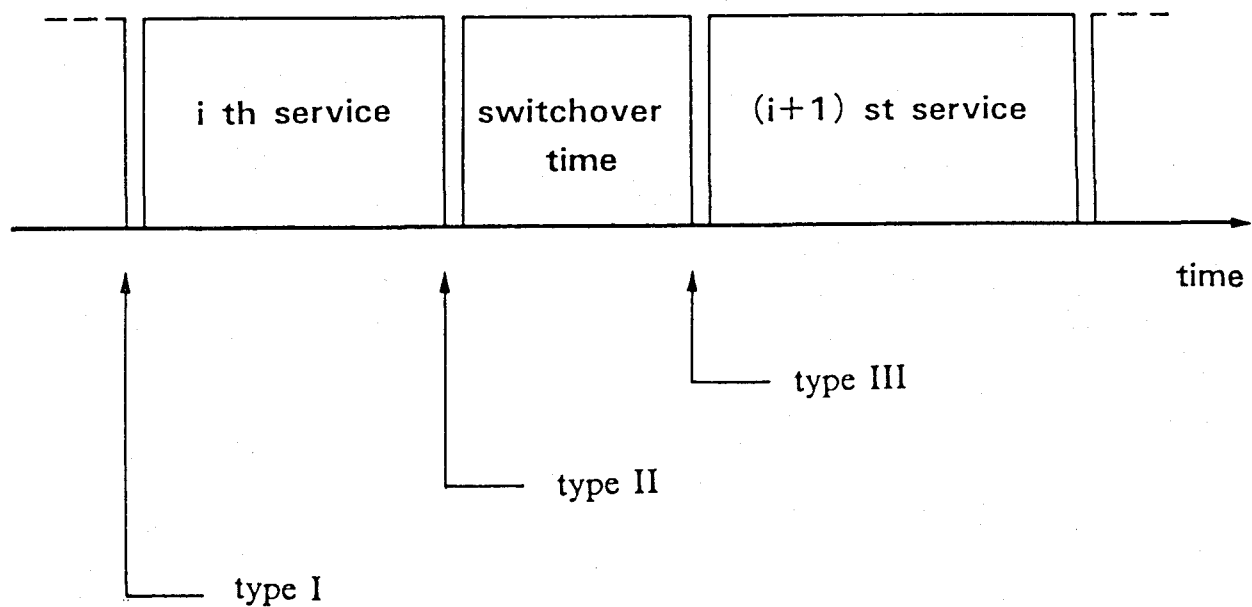 i th service
switchover
time
(i+1) st service
time
type III
type II
type I